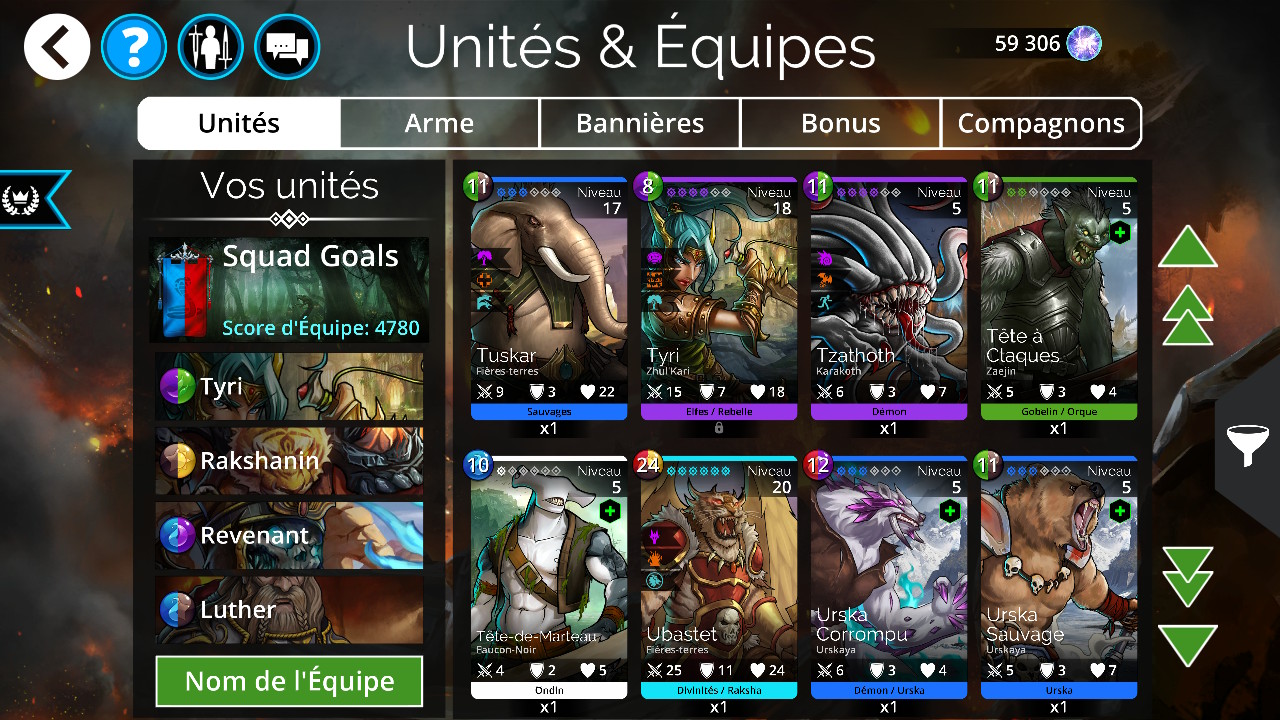 Unités & Équipes
59 306
Unités
Arme
Bannières
Bonus
Compagnons
Vos unités
Squad Goals
Score d'Équipe: 4780
Tyri
Rakshanin
Revenant
Luther
Nom de l'Équipe
11
Niveau
17
Tuskar
Fières-terres
9 3 22
Sauvages
x1
8
Niveau
18
Tyri
Zhul'Kari
15 7 18
Elfes / Rebelle
11
Niveau
5
Tzathoth
Karakoth
6 3 7
Démon
x1
11
Niveau
5
Tête à
Claques
Zaejin
5 3 4
Gobelin / Orque
x1
10
Niveau
5
Tête-de-Marteau
Faucon-Noir
4 2 5
Ondin
x1
24
Niveau
20
Ubastet
Fières-terres
25 11 24
Divinités / Raksha
x1
12
Niveau
5
Urska
Corrompu
Urskaya
6 3 4
Démon / Urska
x1
11
Niveau
5
Urska
Sauvage
Urskaya
5 3 7
Urska
x1